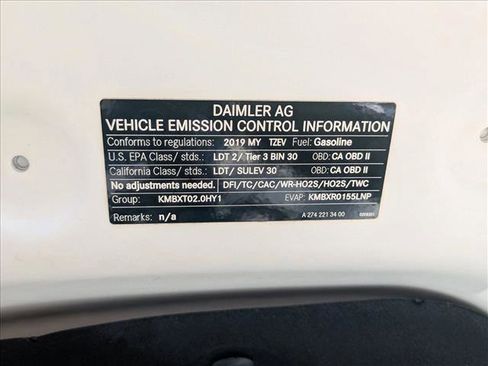 DAIMLER AG
VEHICLE EMISSION CONTROL INFORMATION
Conforms to regulations: 2019 MY TZEV Fuel: Gasoline
U.S. EPA Class/ stds.: LDT 2/ Tier 3 BIN 30 OBD: CA OBD II
California Class/ stds.: LDT/ SULEV 30 OBD: CA OBD II
No adjustments needed. DFI/TC/CAC/WR-HO2S/HO2S/TWC
Group: KMBXT02.0HY1 EVAP: KMBXR0155LNP
Remarks: n/a A 274 221 34 00